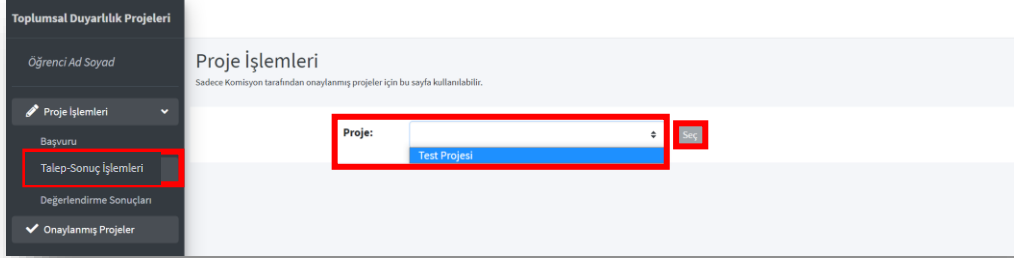 Toplumsal Duyarlılık Projeleri
Öğrenci Ad Soyad
Proje İşlemleri
Başvuru
Talep-Sonuç İşlemleri
Değerlendirme Sonuçları
Onaylanmış Projeler
Proje İşlemleri
Sadece Komisyon tarafından onaylanmış projeler için bu sayfa kullanılabilir.
Proje:
Seç
Test Projesi